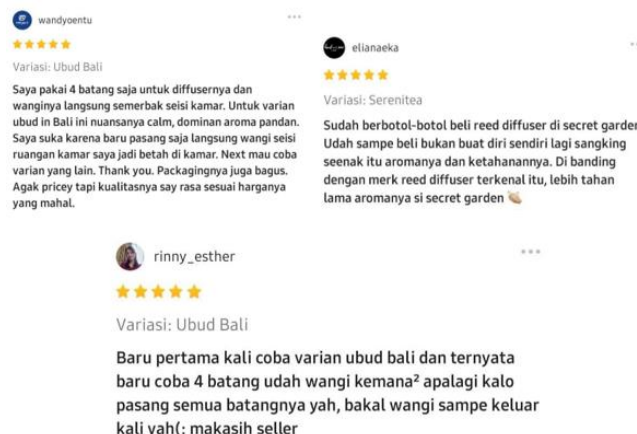 wandyoentu
Variasi: Ubud Bali
Saya pakai 4 batang saja untuk diffusernya dan
wanginya langsung semerbak seisi kamar. Untuk varian
ubud in Bali ini nuansanya calm, dominan aroma pandan.
Saya suka karena baru pasang saja langsung wangi seisi
ruangan kamar saya jadi betah di kamar. Next mau coba
varian yang lain. Thank you. Packagingnya juga bagus.
Agak pricey tapi kualitasnya say rasa sesuai harganya
yang mahal.
elianaeka
Variasi: Serenitea
Sudah berbotol-botol beli reed diffuser di secret garden
Udah sampe beli bukan buat diri sendiri lagi sangking
seenak itu aromanya dan ketahanannya. Di banding
dengan merk reed diffuser terkenal itu, lebih tahan
lama aromanya si secret garden 👏🏼
rinny_esther
Variasi: Ubud Bali
Baru pertama kali coba varian ubud bali dan ternyata
baru coba 4 batang udah wangi kemana² apalagi kalo
pasang semua batangnya yah, bakal wangi sampe keluar
kali yah(: makasih seller